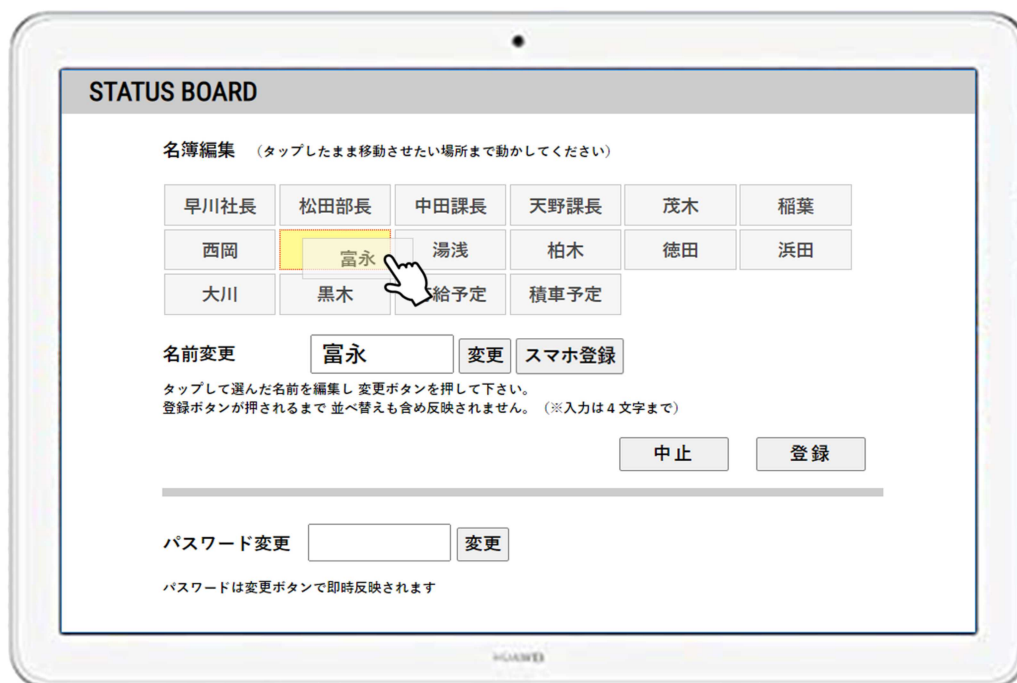 STATUS BOARD
名簿編集 （タップしたまま移動させたい場所まで動かしてください）
早川社長 松田部長 中田課長 天野課長 茂木 稲葉
西岡 富永 湯浅 柏木 徳田 浜田
大川 黒木 給予定 積車予定
名前変更 富永 変更 スマホ登録
タップして選んだ名前を編集し 変更ボタンを押して下さい。
登録ボタンが押されるまで 並べ替えも含め反映されません。（※入力は４文字まで）
中止 登録
パスワード変更 変更
パスワードは変更ボタンで即時反映されます
HUAWEI